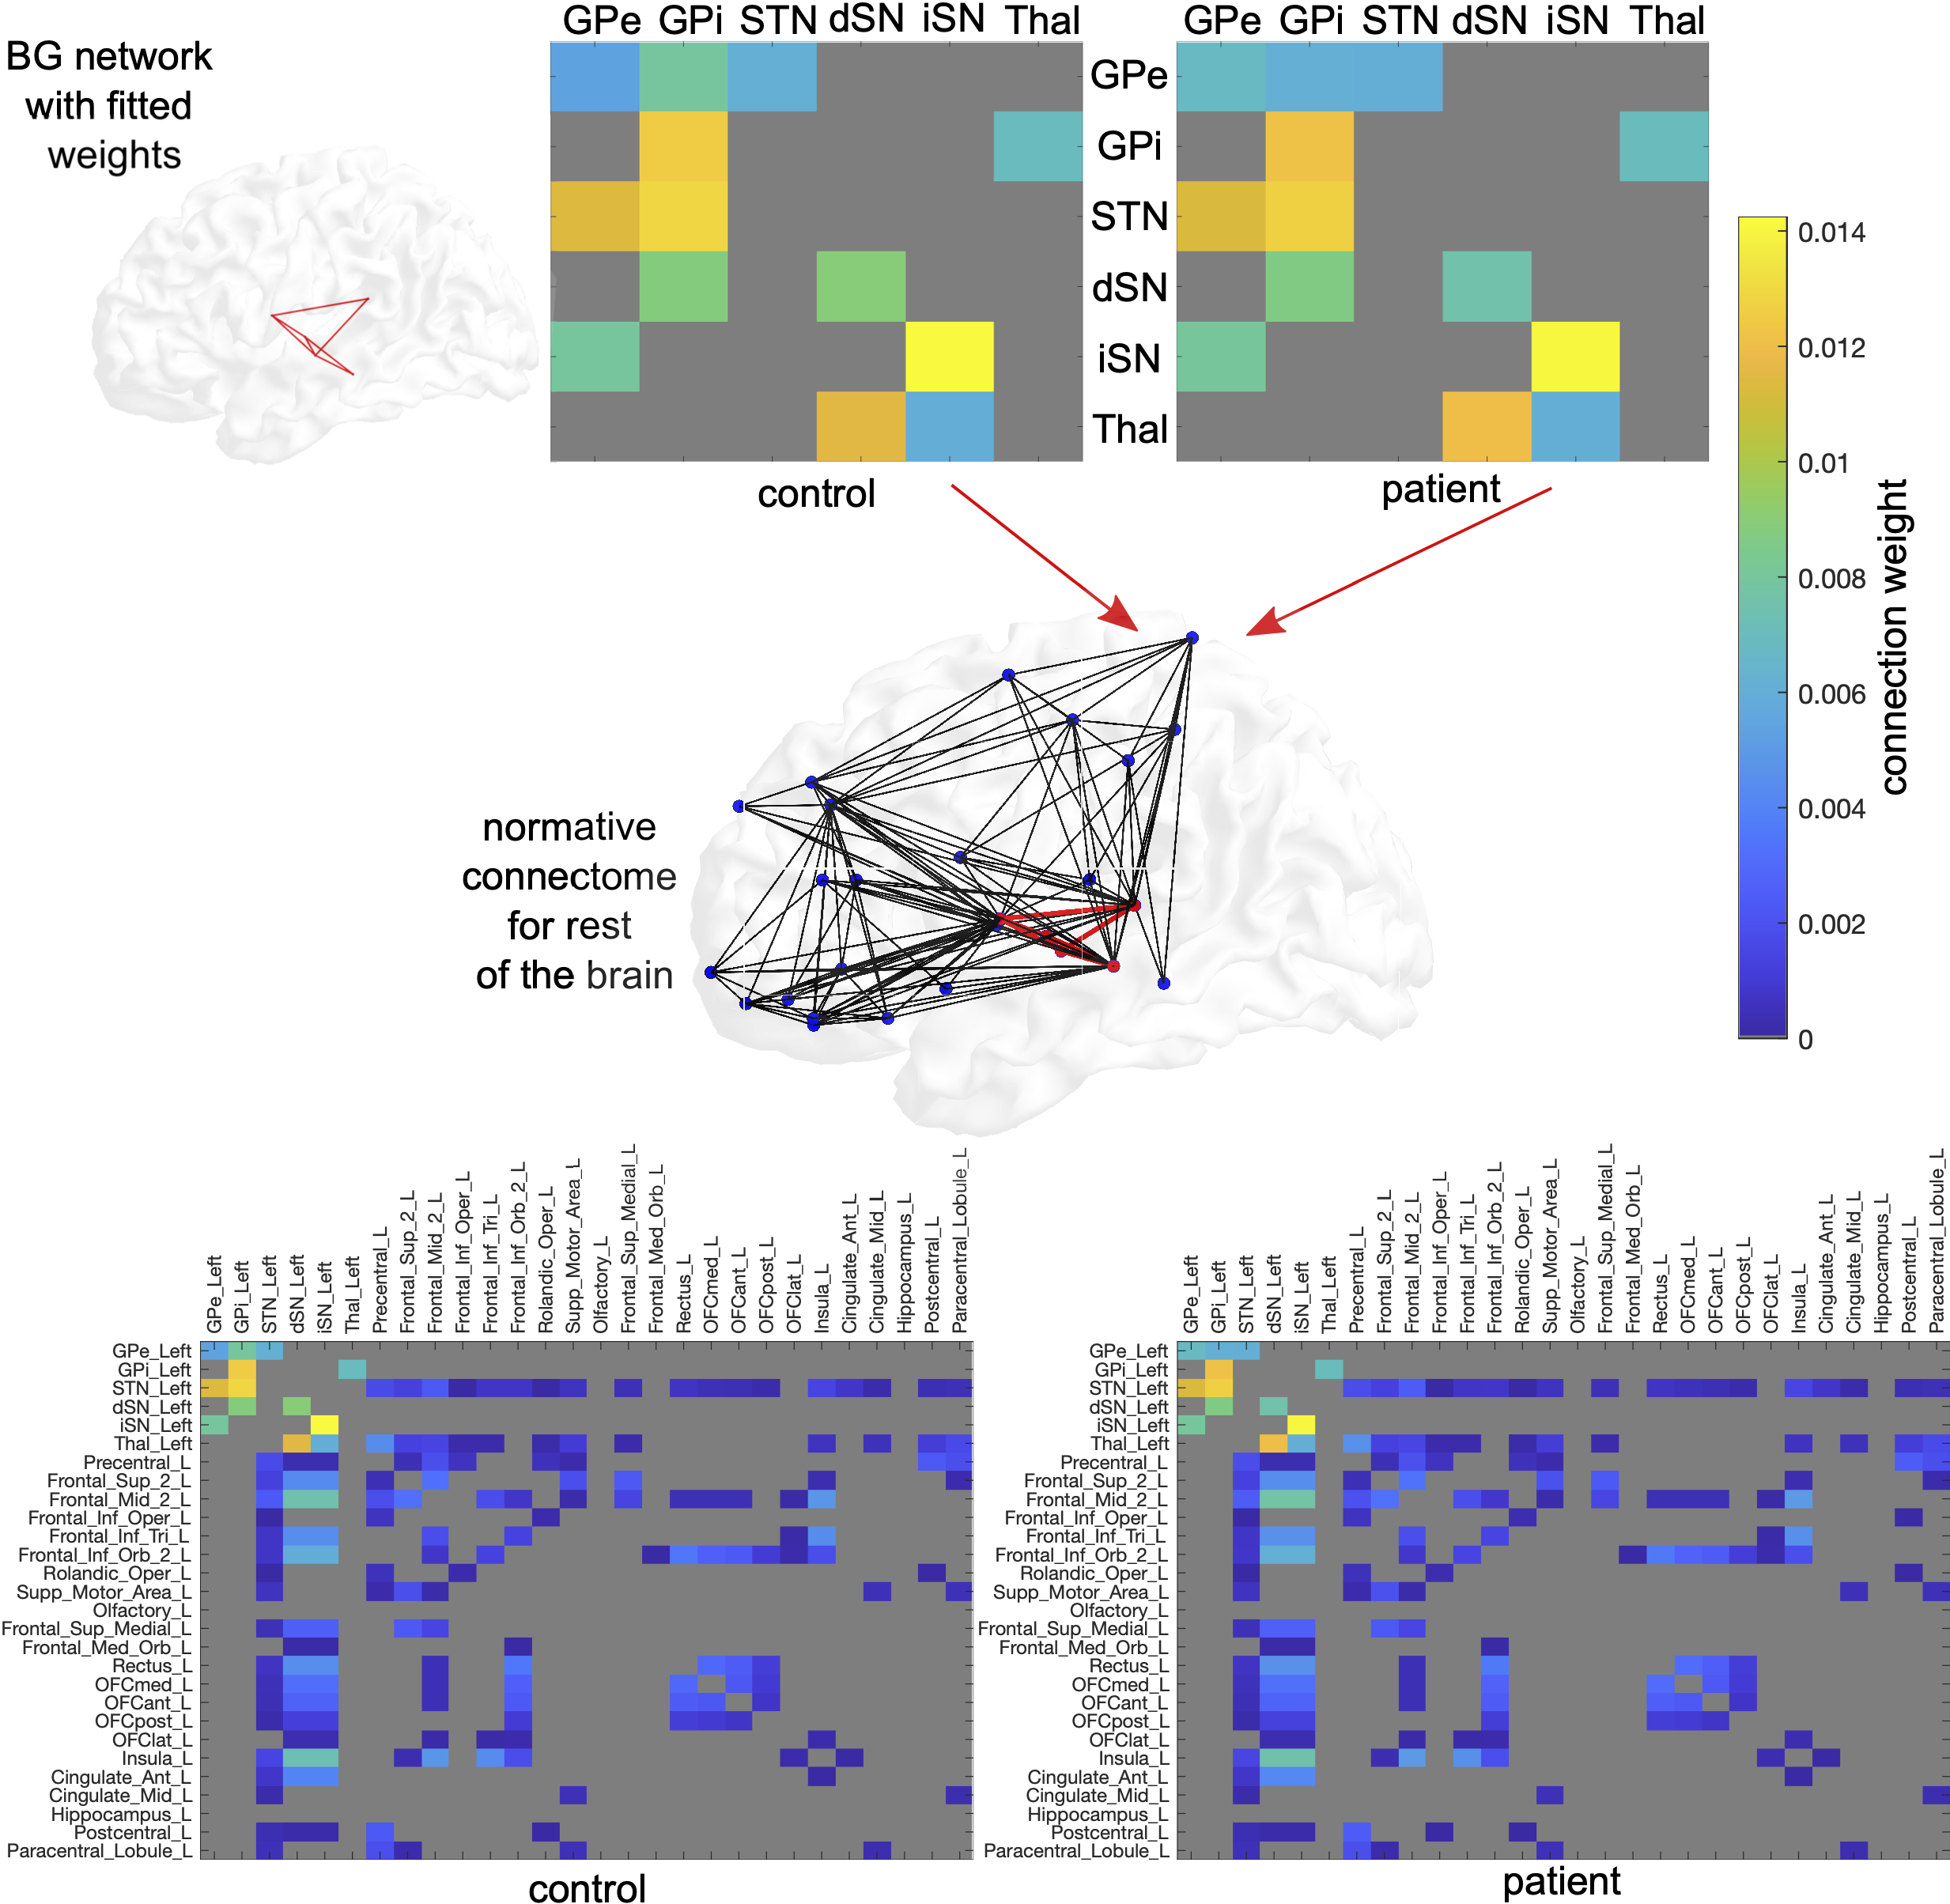 GPe GPi STN dSN iSN Thal
GPe GPi STN dSN iSN Thal
BG network
with fitted
weights
GPe
GPi
STN
dSN
iSN
Thal
control
patient
0.014
0.012
0.01
0.008
0.006
0.004
0.002
0
connection weight
normative
connectome
for rest
of the brain
GPe_Left
GPi_Left
STN_Left
dSN_Left
iSN_Left
Thal_Left
Precentral_L
Frontal_Sup_2_L
Frontal_Mid_2_L
Frontal_Inf_Oper_L
Frontal_Inf_Tri_L
Frontal_Inf_Orb_2_L
Rolandic_Oper_L
Supp_Motor_Area_L
Olfactory_L
Frontal_Sup_Medial_L
Frontal_Med_Orb_L
Rectus_L
OFCmed_L
OFCant_L
OFCpost_L
OFClat_L
Insula_L
Cingulate_Ant_L
Cingulate_Mid_L
Hippocampus_L
Postcentral_L
Paracentral_Lobule_L
GPe_Left
GPi_Left
STN_Left
dSN_Left
iSN_Left
Thal_Left
Precentral_L
Frontal_Sup_2_L
Frontal_Mid_2_L
Frontal_Inf_Oper_L
Frontal_Inf_Tri_L
Frontal_Inf_Orb_2_L
Rolandic_Oper_L
Supp_Motor_Area_L
Olfactory_L
Frontal_Sup_Medial_L
Frontal_Med_Orb_L
Rectus_L
OFCmed_L
OFCant_L
OFCpost_L
OFClat_L
Insula_L
Cingulate_Ant_L
Cingulate_Mid_L
Hippocampus_L
Postcentral_L
Paracentral_Lobule_L
control
GPe_Left
GPi_Left
STN_Left
dSN_Left
iSN_Left
Thal_Left
Precentral_L
Frontal_Sup_2_L
Frontal_Mid_2_L
Frontal_Inf_Oper_L
Frontal_Inf_Tri_L
Frontal_Inf_Orb_2_L
Rolandic_Oper_L
Supp_Motor_Area_L
Olfactory_L
Frontal_Sup_Medial_L
Frontal_Med_Orb_L
Rectus_L
OFCmed_L
OFCant_L
OFCpost_L
OFClat_L
Insula_L
Cingulate_Ant_L
Cingulate_Mid_L
Hippocampus_L
Postcentral_L
Paracentral_Lobule_L
GPe_Left
GPi_Left
STN_Left
dSN_Left
iSN_Left
Thal_Left
Precentral_L
Frontal_Sup_2_L
Frontal_Mid_2_L
Frontal_Inf_Oper_L
Frontal_Inf_Tri_L
Frontal_Inf_Orb_2_L
Rolandic_Oper_L
Supp_Motor_Area_L
Olfactory_L
Frontal_Sup_Medial_L
Frontal_Med_Orb_L
Rectus_L
OFCmed_L
OFCant_L
OFCpost_L
OFClat_L
Insula_L
Cingulate_Ant_L
Cingulate_Mid_L
Hippocampus_L
Postcentral_L
Paracentral_Lobule_L
patient